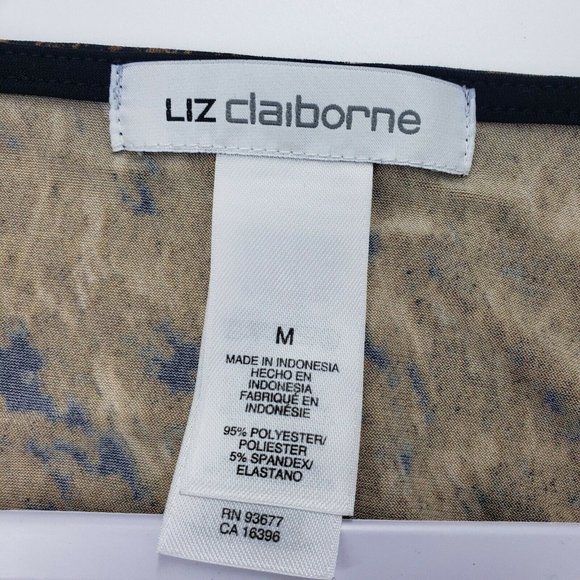 LIZ claiborne
M
MADE IN INDONESIA
HECHO EN
INDONESIA
FABRIQUÉ EN
INDONÉSIE
95% POLYESTER/
POLIESTER
5% SPANDEX/
ELASTANO
RN 93677
CA 16396